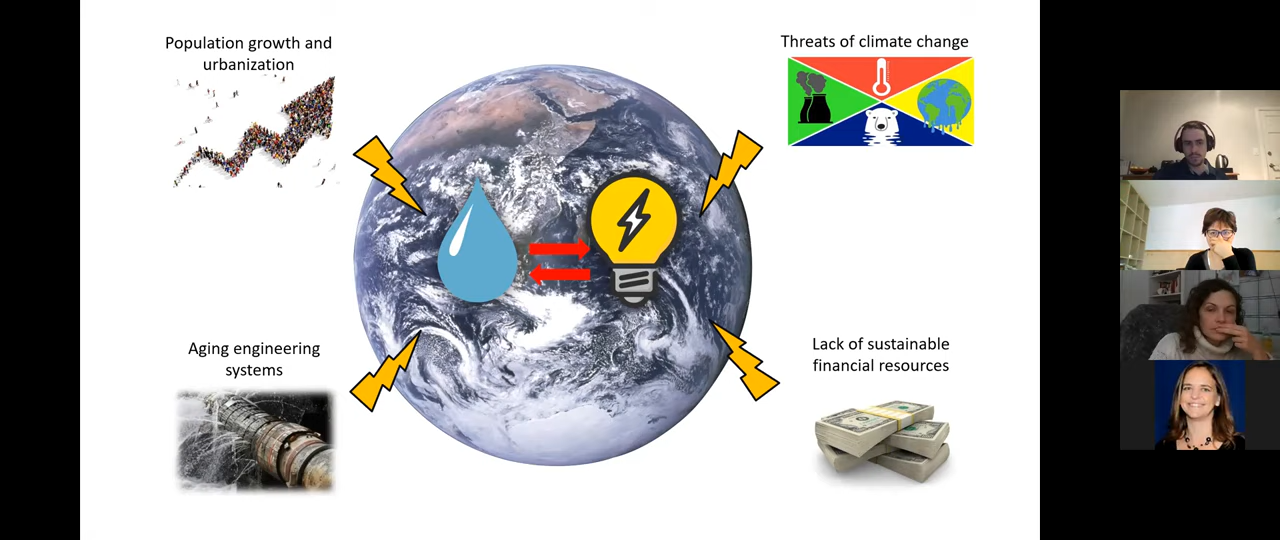 Population growth and
urbanization
Threats of climate change
Aging engineering
systems
Lack of sustainable
financial resources